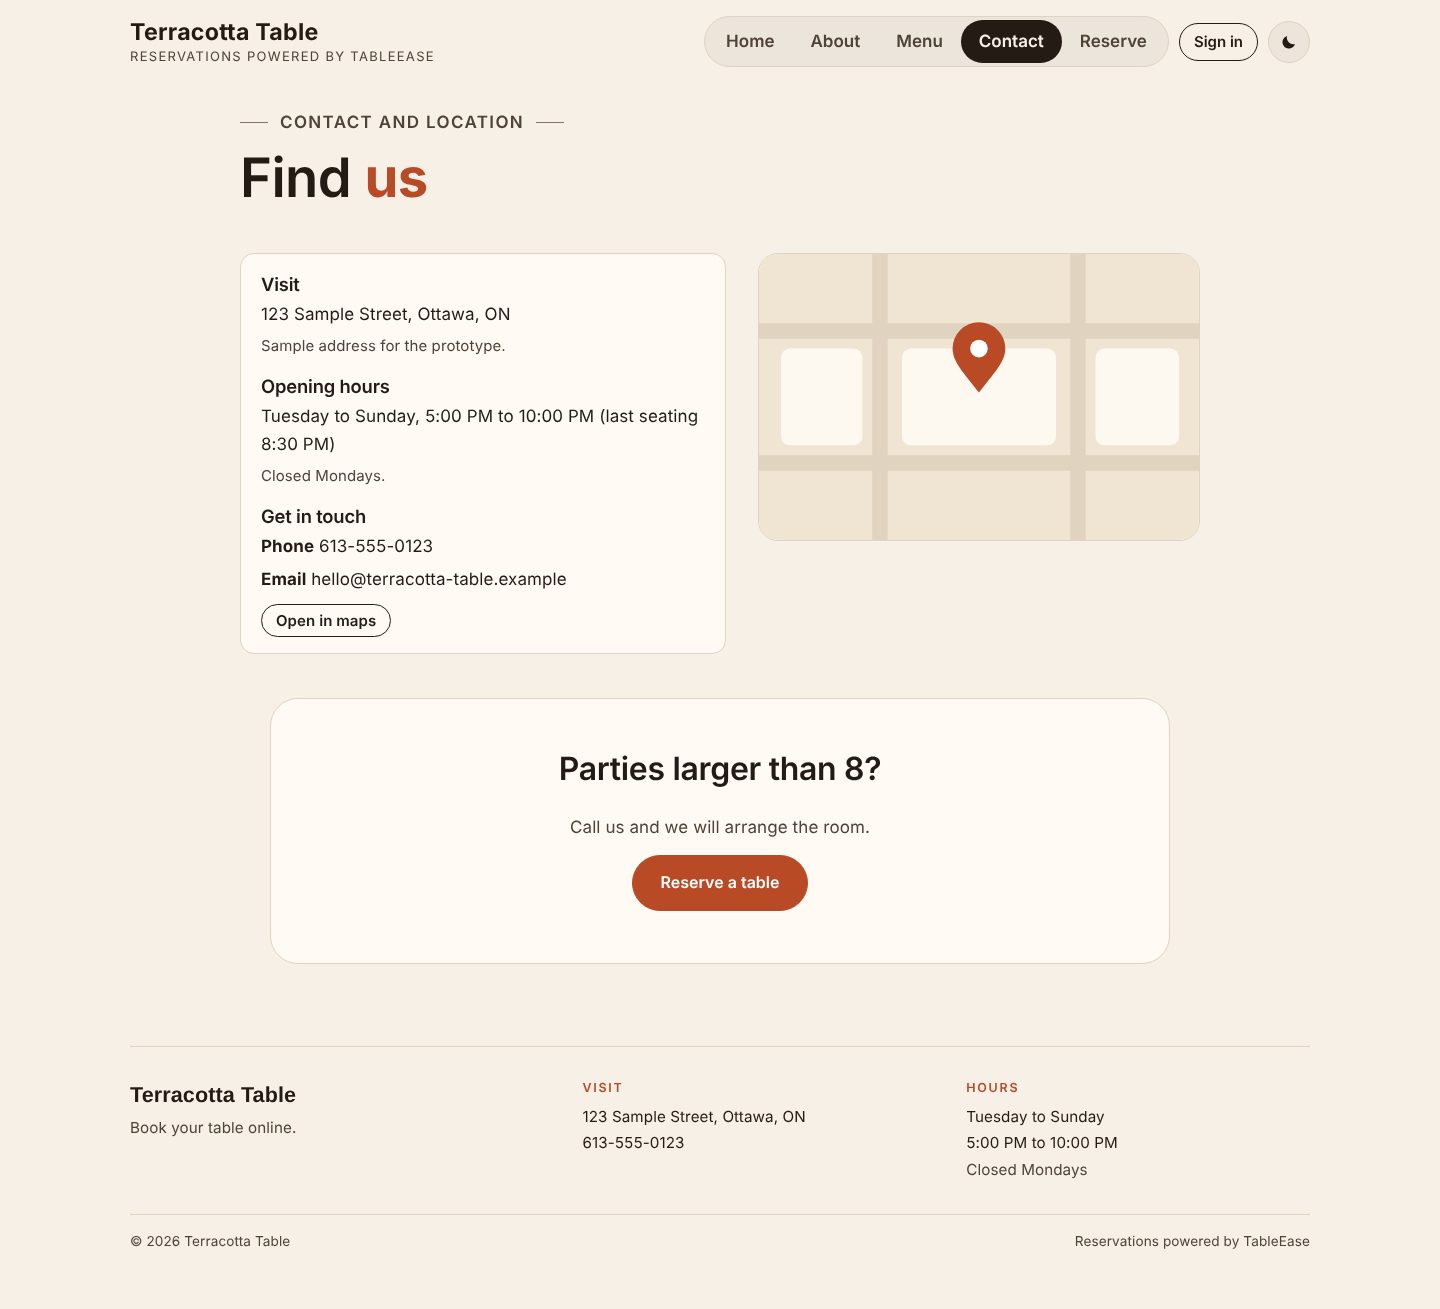 Terracotta Table
RESERVATIONS POWERED BY TABLEEASE
Home
About
Menu
Contact
Reserve
Sign in
CONTACT AND LOCATION
Find us
Visit
123 Sample Street, Ottawa, ON
Sample address for the prototype.
Opening hours
Tuesday to Sunday, 5:00 PM to 10:00 PM (last seating
8:30 PM)
Closed Mondays.
Get in touch
Phone 613-555-0123
Email hello@terracotta-table.example
Open in maps
Parties larger than 8?
Call us and we will arrange the room.
Reserve a table
Terracotta Table
Book your table online.
VISIT
123 Sample Street, Ottawa, ON
613-555-0123
HOURS
Tuesday to Sunday
5:00 PM to 10:00 PM
Closed Mondays
© 2026 Terracotta Table
Reservations powered by TableEase